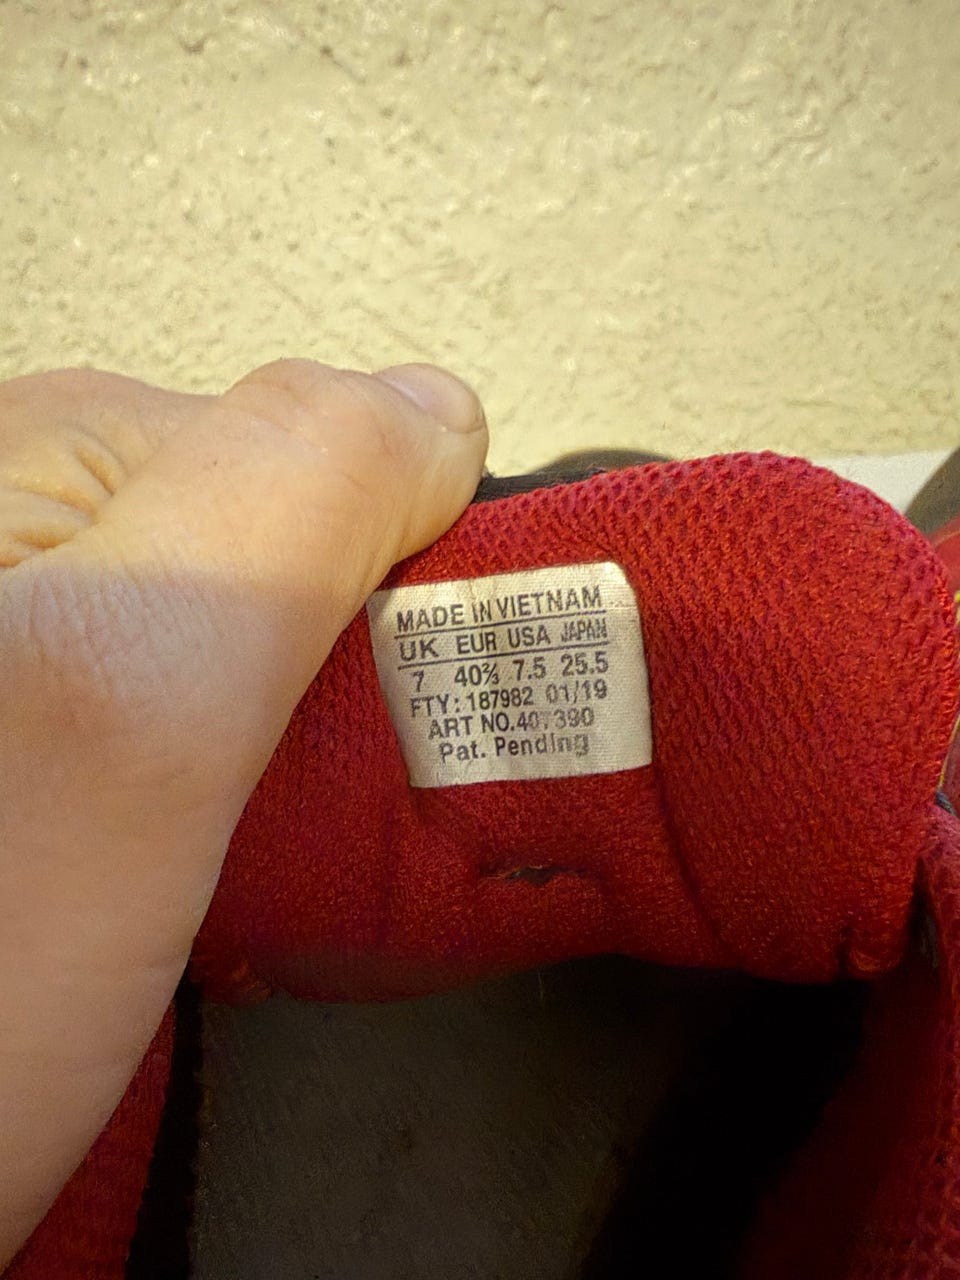 MADE IN VIETNAM
UK EUR USA JAPAN
7 40⅔ 7.5 25.5
FTY: 187982 01/19
ART NO.
Pat. Pending